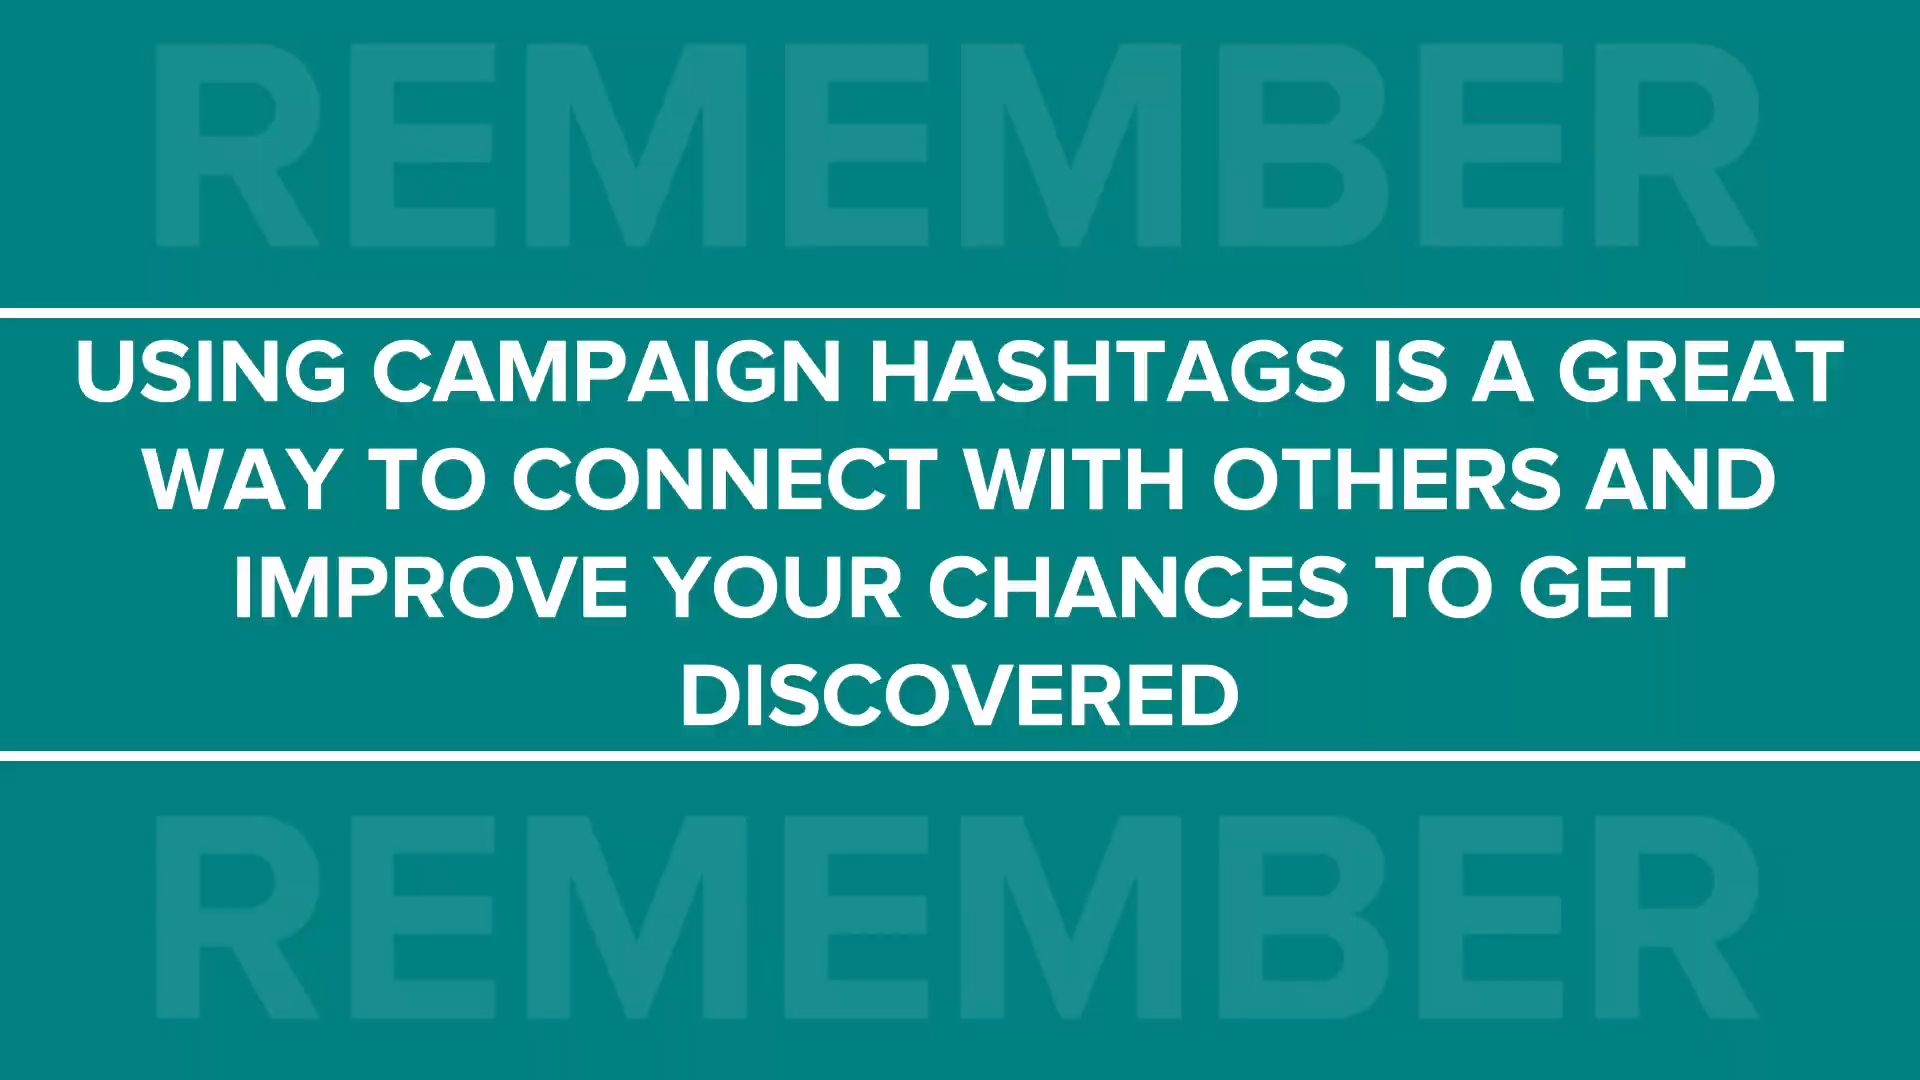 REMEMBER
USING CAMPAIGN HASHTAGS IS A GREAT
WAY TO CONNECT WITH OTHERS AND
IMPROVE YOUR CHANCES TO GET
DISCOVERED
REMEMBER